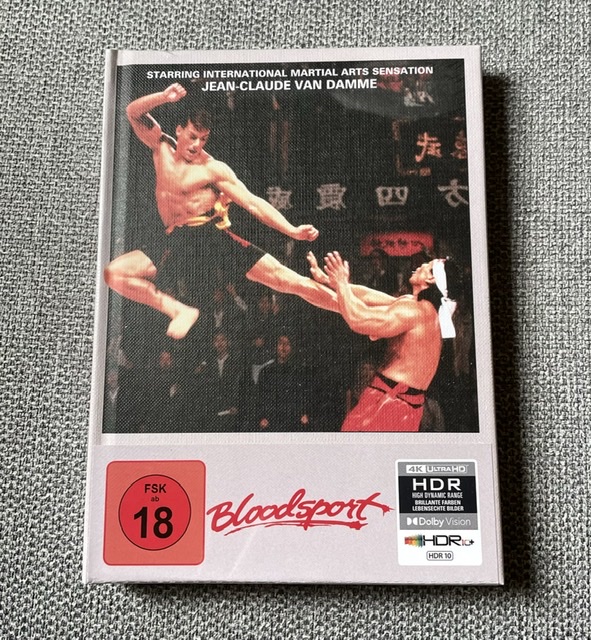 STARRING INTERNATIONAL MARTIAL ARTS SENSATION
JEAN-CLAUDE VAN DAMME
四
FSK
ab
18
Bloodsport
4K ULTRA HD
HDR
HIGH DYNAMIC RANGE
BRILLANTE FARBEN
LEBENSECHTE BILDER
Dolby Vision
HDR10+
HDR 10